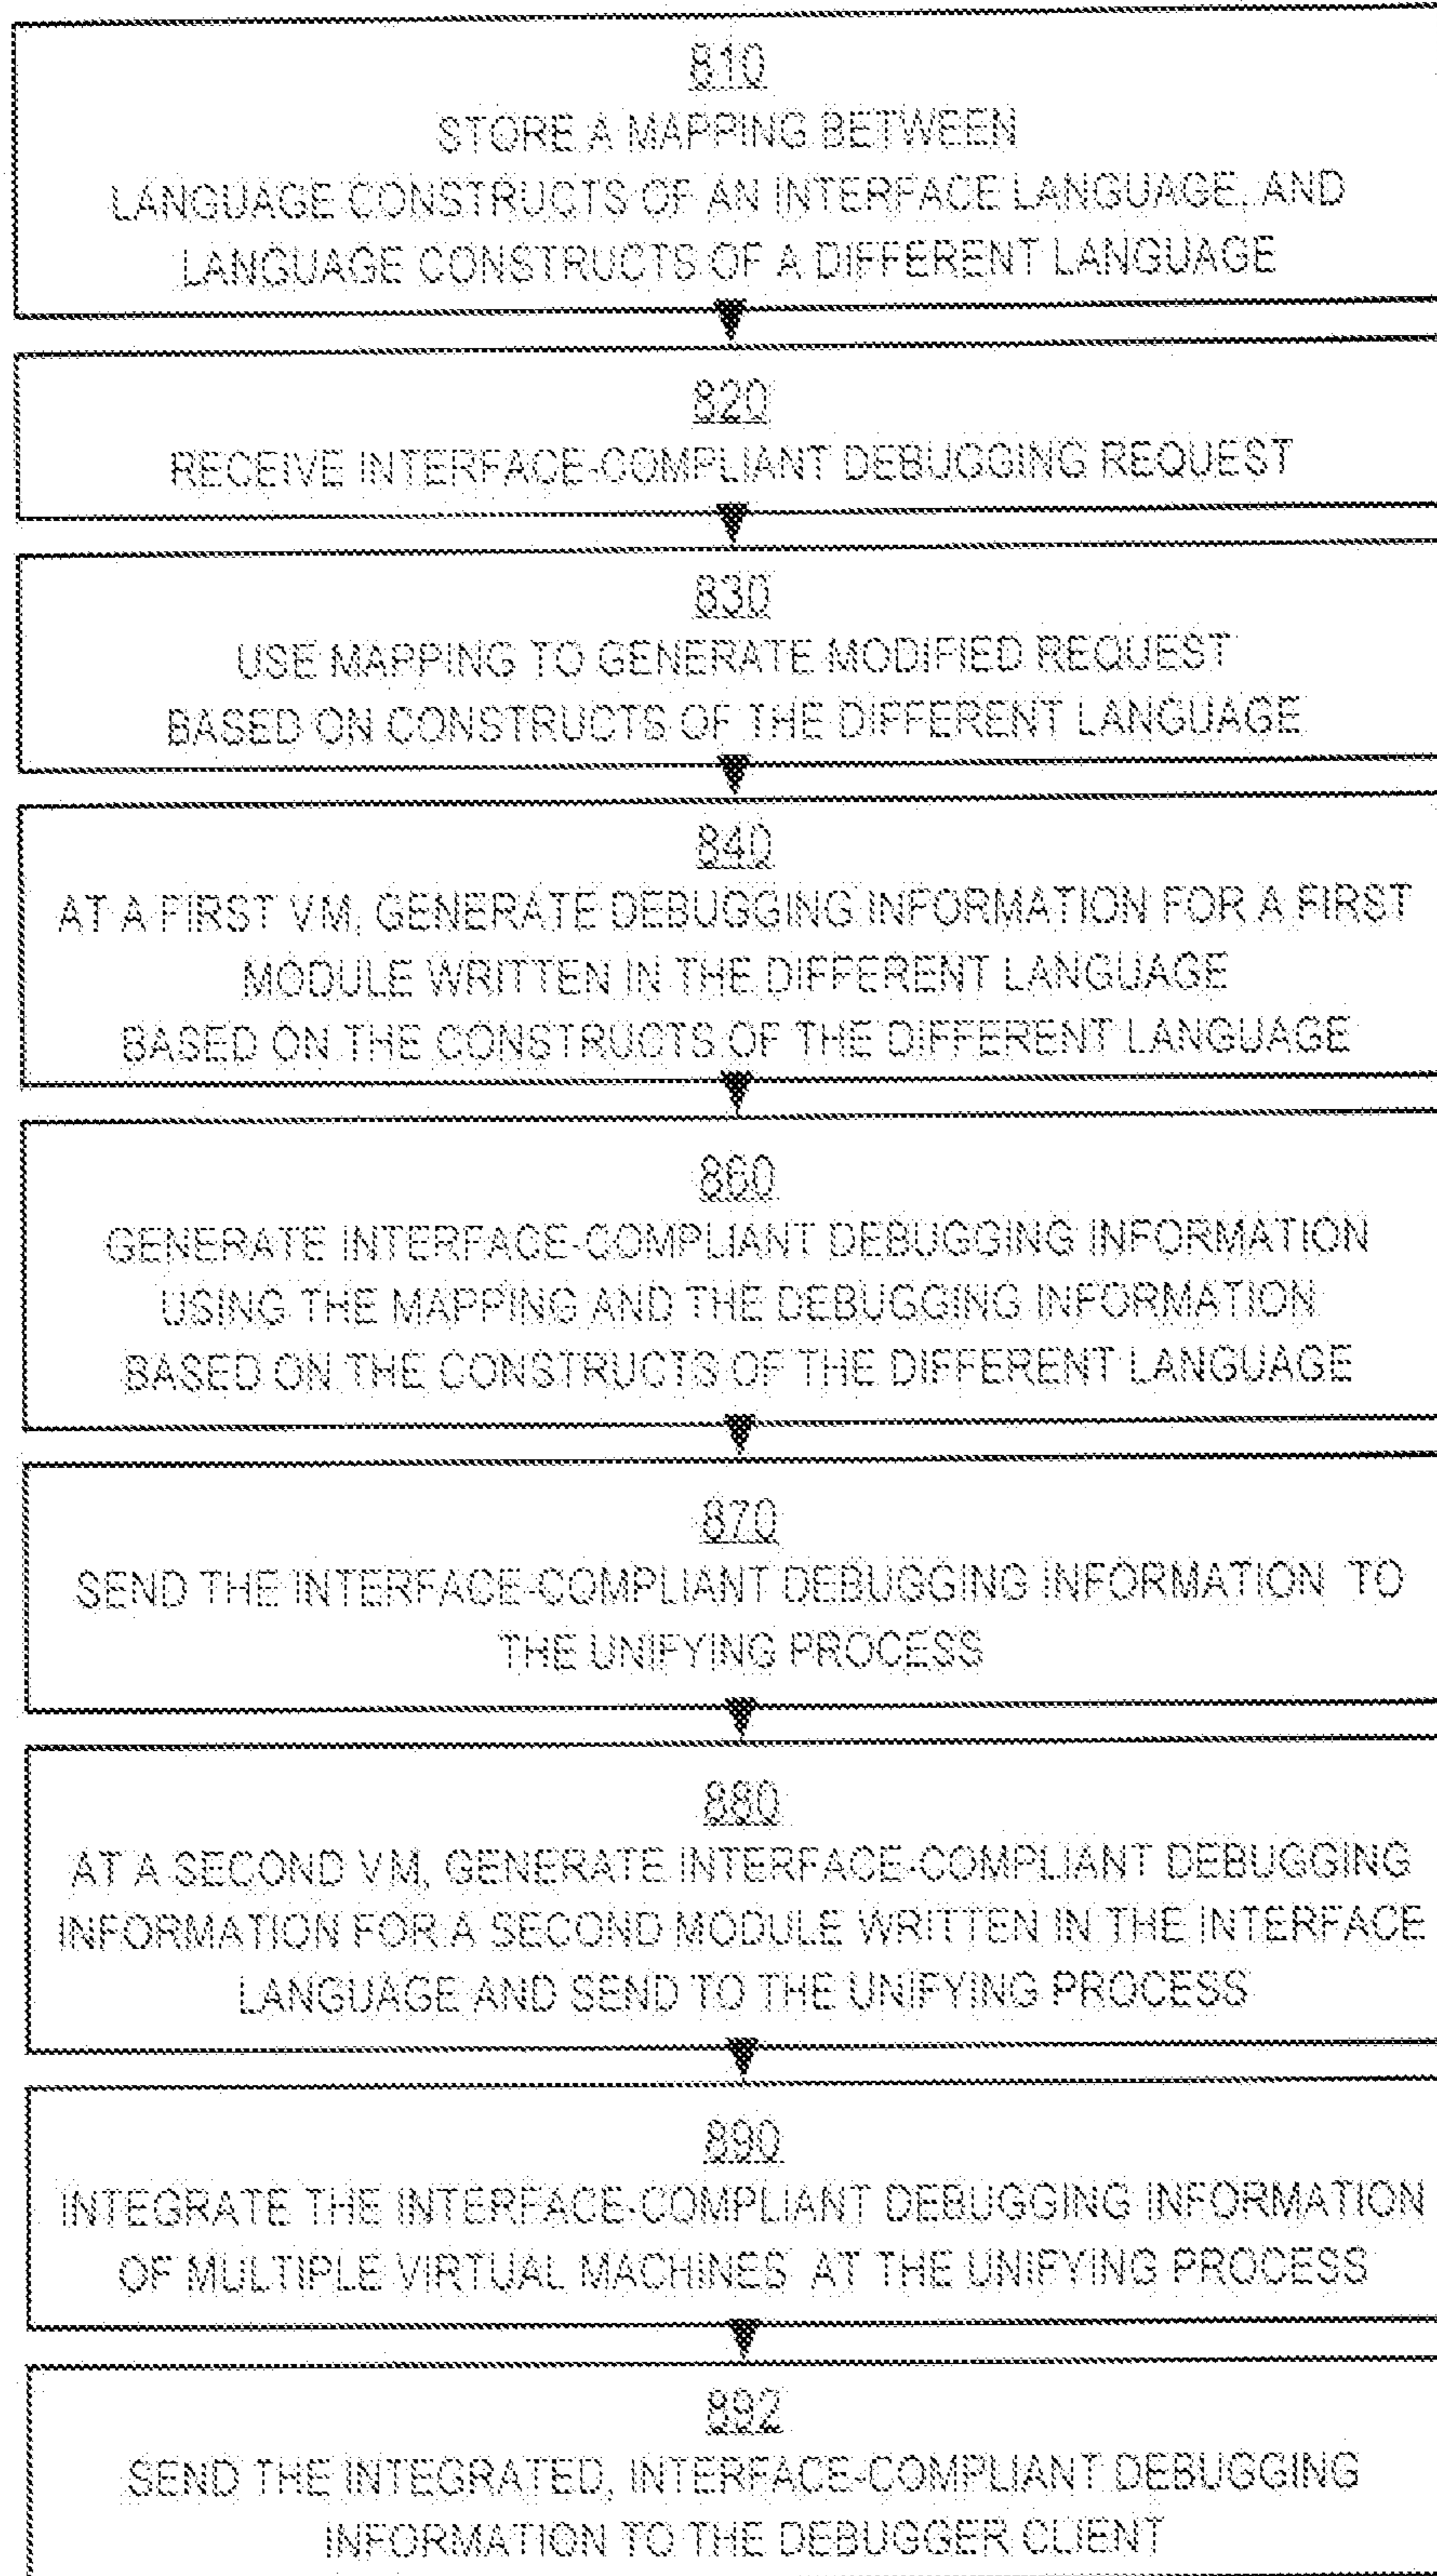 810
STORE A MAPPING BETWEEN
LANGUAGE CONSTRUCTS OF AN INTERFACE LANGUAGE, AND
LANGUAGE CONSTRUCTS OF A DIFFERENT LANGUAGE
820
RECEIVE INTERFACE-COMPLIANT DEBUGGING REQUEST
830
USE MAPPING TO GENERATE MODIFIED REQUEST
BASED ON CONSTRUCTS OF THE DIFFERENT LANGUAGE
840
AT A FIRST VM, GENERATE DEBUGGING INFORMATION FOR A FIRST
MODULE WRITTEN IN THE DIFFERENT LANGUAGE
BASED ON THE CONSTRUCTS OF THE DIFFERENT LANGUAGE
860
GENERATE INTERFACE-COMPLIANT DEBUGGING INFORMATION
USING THE MAPPING AND THE DEBUGGING INFORMATION
BASED ON THE CONSTRUCTS OF THE DIFFERENT LANGUAGE
870
SEND THE INTERFACE-COMPLIANT DEBUGGING INFORMATION TO
THE UNIFYING PROCESS
880
AT A SECOND VM, GENERATE INTERFACE-COMPLIANT DEBUGGING
INFORMATION FOR A SECOND MODULE WRITTEN IN THE INTERFACE
LANGUAGE AND SEND TO THE UNIFYING PROCESS
890
INTEGRATE THE INTERFACE-COMPLIANT DEBUGGING INFORMATION
OF MULTIPLE VIRTUAL MACHINES AT THE UNIFYING PROCESS
892
SEND THE INTEGRATED, INTERFACE-COMPLIANT DEBUGGING
INFORMATION TO THE DEBUGGER CLIENT